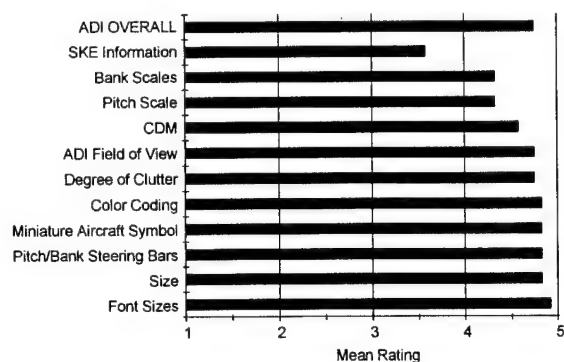 ADI OVERALL
SKE Information
Bank Scales
Pitch Scale
CDM
ADI Field of View
Degree of Clutter
Color Coding
Miniature Aircraft Symbol
Pitch/Bank Steering Bars
Size
Font Sizes
1 2 3 4 5
Mean Rating